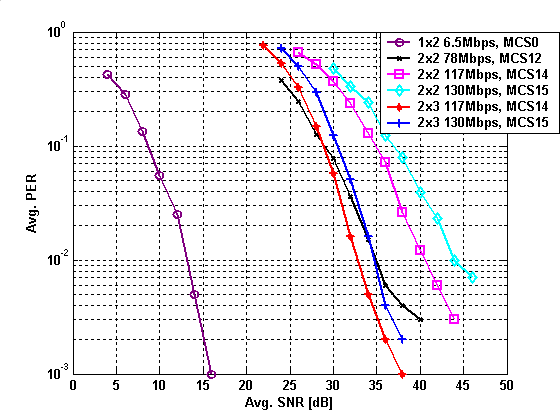 10^0
10^-1
10^-2
10^-3
Avg. PER
1x2 6.5Mbps, MCS0
2x2 78Mbps, MCS12
2x2 117Mbps, MCS14
2x2 130Mbps, MCS15
2x3 117Mbps, MCS14
2x3 130Mbps, MCS15
0 5 10 15 20 25 30 35 40 45 50
Avg. SNR [dB]